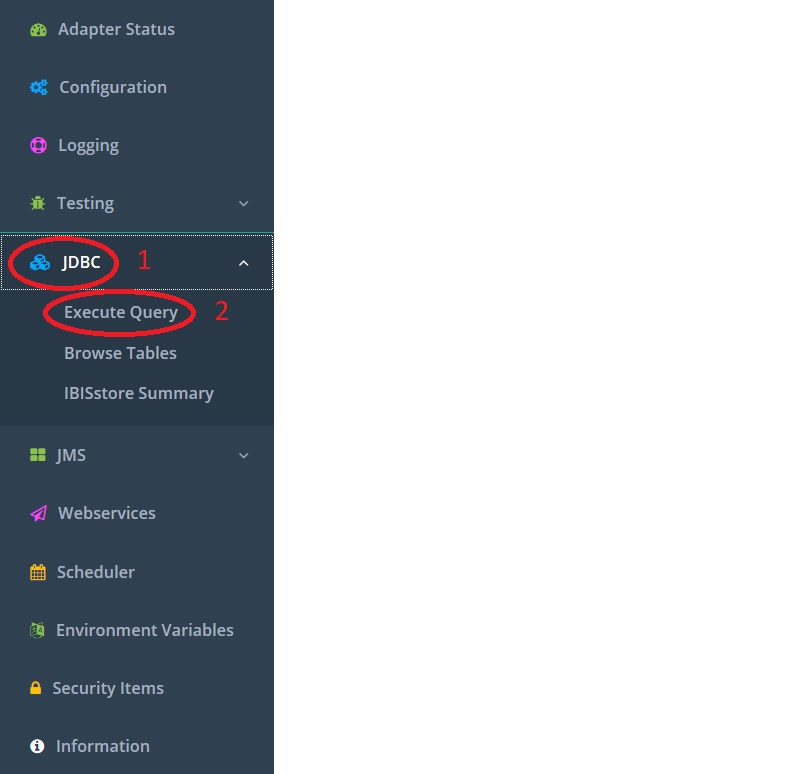 Adapter Status
Configuration
Logging
Testing
JDBC 1
Execute Query 2
Browse Tables
IBISstore Summary
JMS
Webservices
Scheduler
Environment Variables
Security Items
Information